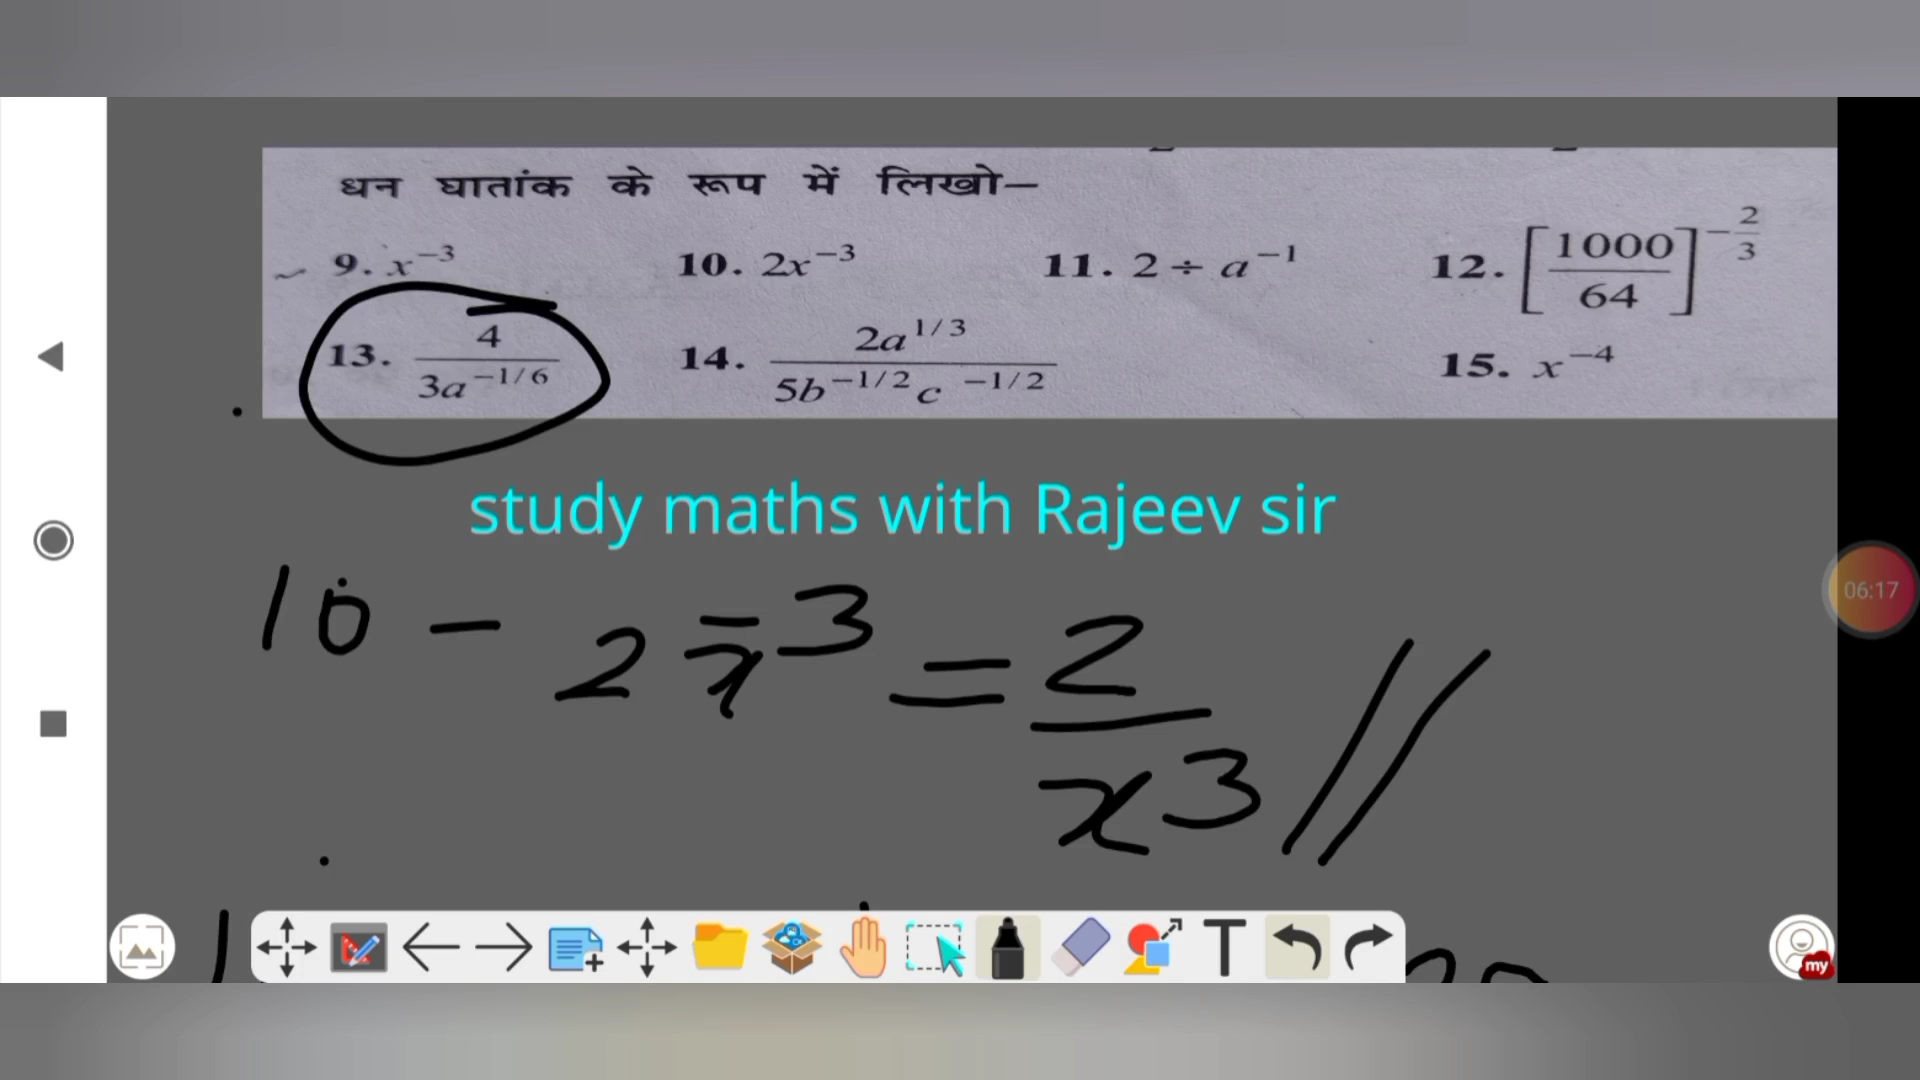 धन घातांक के रूप में लिखो—
9. x⁻³ 10. 2x⁻³ 11. 2 ÷ a⁻¹ 12. [1000/64]^(-2/3)
13. 4/(3a^(-1/6)) 14. 2a^(1/3)/(5b^(-1/2) c^(-1/2)) 15. x⁻⁴
study maths with Rajeev sir
10 - 2x⁻³ = 2/x³ //
06:17
T
my